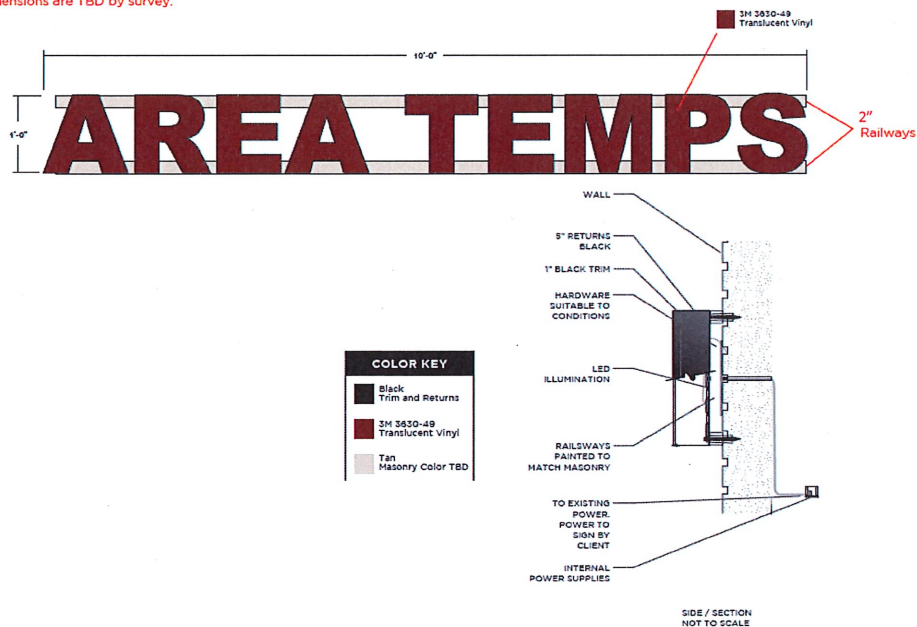 are TBD by survey.
3M 3630-49
Translucent Vinyl
10'-0"
1'-0"
AREA TEMPS
2"
Railways
WALL
5" RETURNS
BLACK
1" BLACK TRIM
HARDWARE
SUITABLE TO
CONDITIONS
LED
ILLUMINATION
RAILSWAYS
PAINTED TO
MATCH MASONRY
TO EXISTING
POWER.
POWER TO
SIGN BY
CLIENT
INTERNAL
POWER SUPPLIES
COLOR KEY
Black
Trim and Returns
3M 3630-49
Translucent Vinyl
Tan
Masonry Color TBD
SIDE / SECTION
NOT TO SCALE